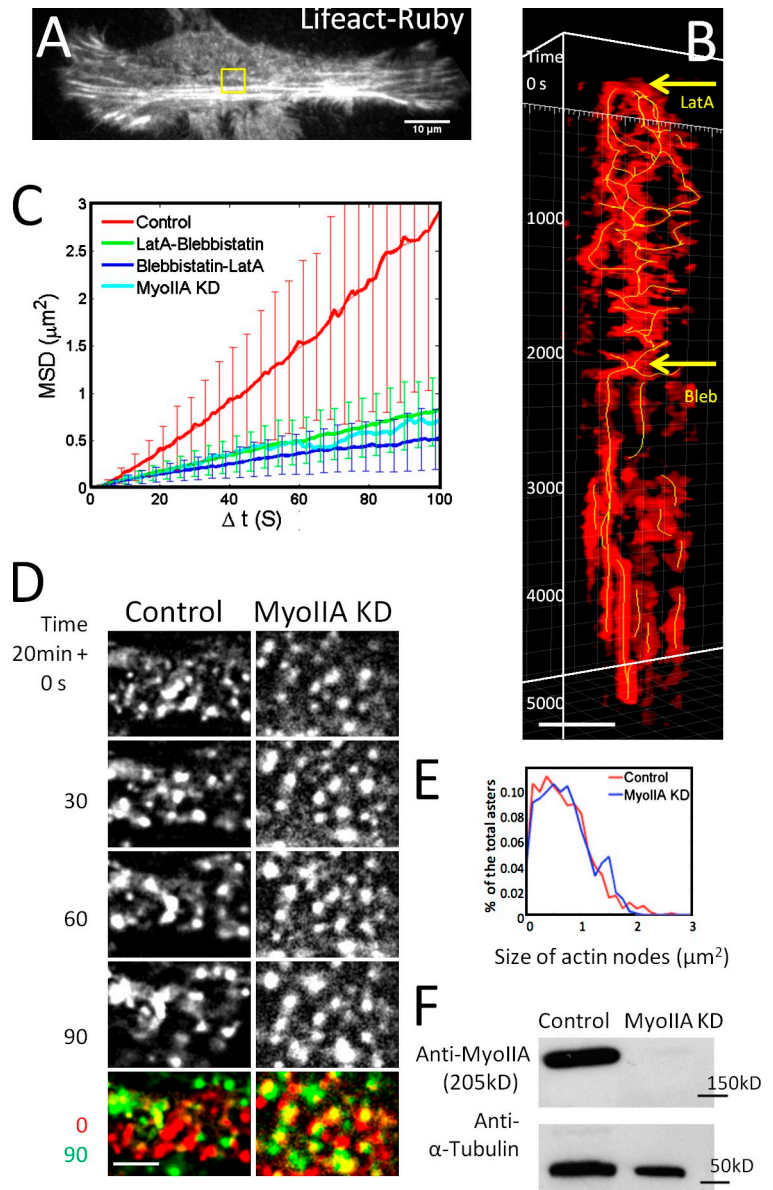 A
Lifeact-Ruby
10 μm
B
Time
0 s
LatA
1000
2000
Bleb
3000
4000
5000
C
3
2.5
2
1.5
1
0.5
0
MSD (μm²)
Control
LatA-Blebbistatin
Blebbistatin-LatA
MyoIIA KD
0 20 40 60 80 100
Δ t (S)
D
Control MyoIIA KD
Time
20min +
0 s
30
60
90
0
90
E
% of the total asters
0.10
0.08
0.06
0.04
0.02
0
Control
MyoIIA KD
0 1 2 3
Size of actin nodes (μm²)
F
Control MyoIIA KD
Anti-MyoIIA
(205kD)
150kD
Anti-
α-Tubulin
50kD